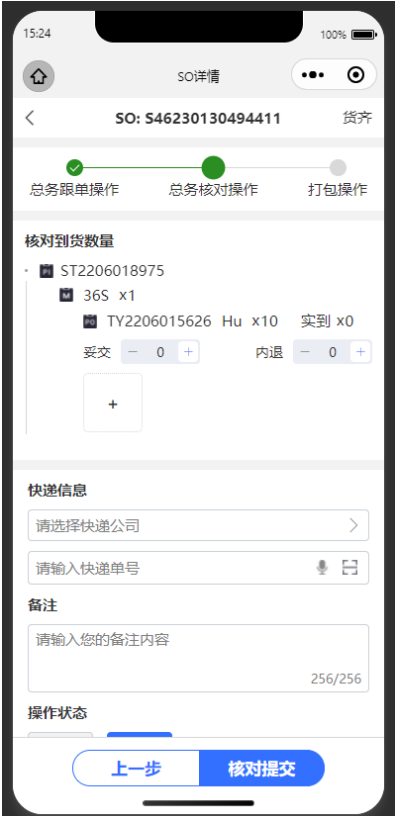 15:24 100%
SO详情
SO: S46230130494411 货齐
总务跟单操作 总务核对操作 打包操作
核对到货数量
PI ST2206018975
M 36S x1
PO TY2206015626 Hu x10 实到 x0
妥交 − 0 + 内退 − 0 +
+
快递信息
请选择快递公司
请输入快递单号
备注
请输入您的备注内容
256/256
操作状态
上一步 核对提交